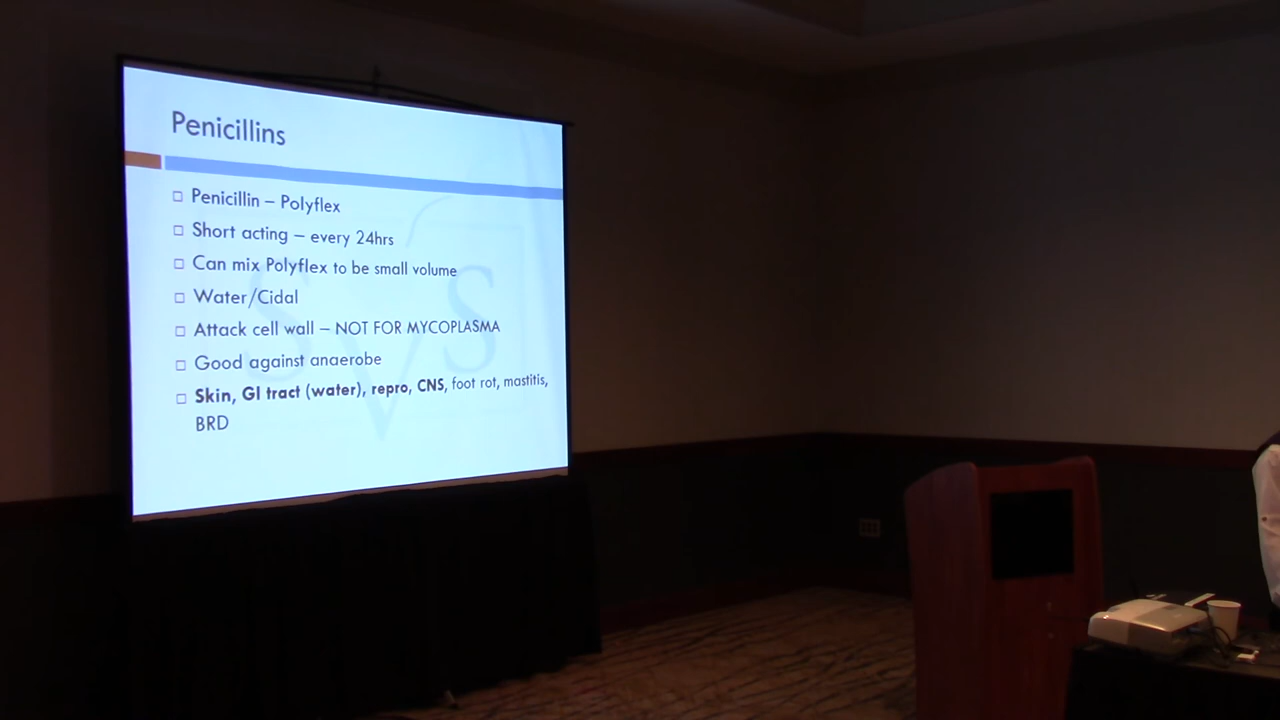 Penicillins
Penicillin – Polyflex
Short acting – every 24hrs
Can mix Polyflex to be small volume
Water/Cidal
Attack cell wall – NOT FOR MYCOPLASMA
Good against anaerobe
Skin, GI tract (water), repro, CNS, foot rot, mastitis,
BRD
SVS